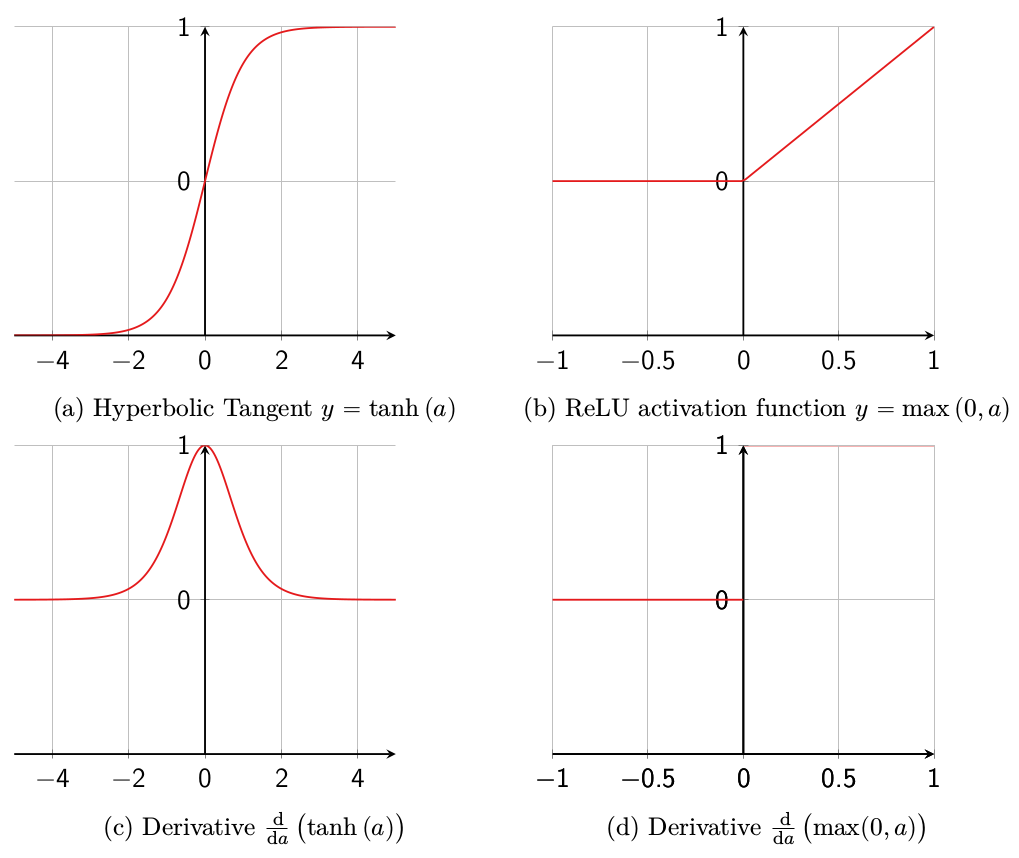 1
1
0
0
−4 −2 0 2 4
−1 −0.5 0 0.5 1
(a) Hyperbolic Tangent y = tanh (a)
(b) ReLU activation function y = max (0, a)
1
1
0
0
−4 −2 0 2 4
−1 −0.5 0 0.5 1
(c) Derivative d/da (tanh (a))
(d) Derivative d/da (max(0, a))